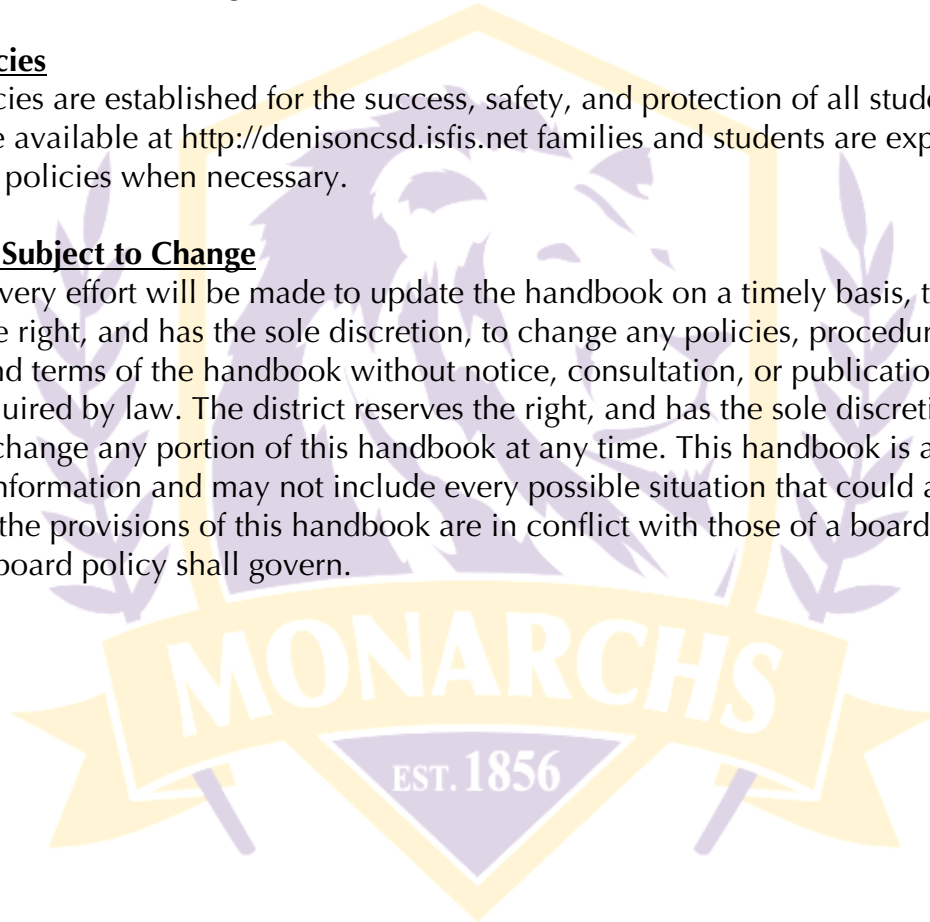 cies
cies are established for the success, safety, and protection of all stude
e available at http://denisoncsd.isfis.net families and students are exp
policies when necessary.
Subject to Change
very effort will be made to update the handbook on a timely basis, t
e right, and has the sole discretion, to change any policies, procedur
nd terms of the handbook without notice, consultation, or publicatio
quired by law. The district reserves the right, and has the sole discreti
change any portion of this handbook at any time. This handbook is a
nformation and may not include every possible situation that could a
the provisions of this handbook are in conflict with those of a board
board policy shall govern.
MONARCHS
EST. 1856